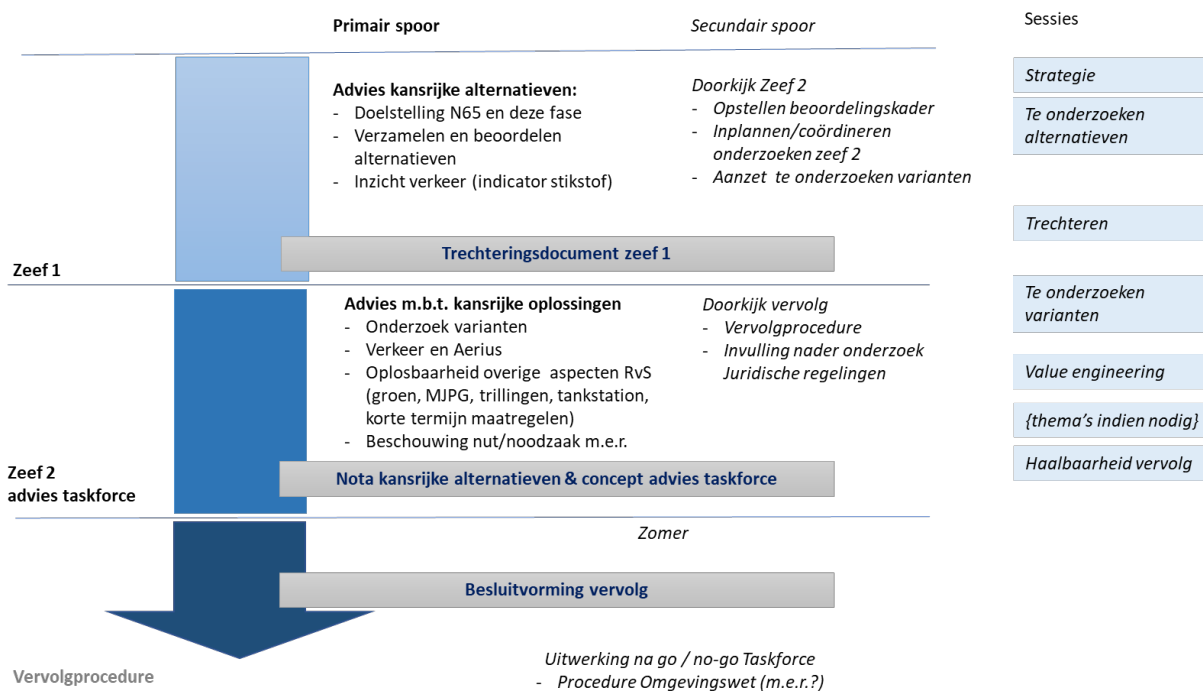 Primair spoor
Secundair spoor
Sessies
Advies kansrijke alternatieven:
- Doelstelling N65 en deze fase
- Verzamelen en beoordelen
alternatieven
- Inzicht verkeer (indicator stikstof)
Doorkijk Zeef 2
- Opstellen beoordelingskader
- Inplannen/coördineren
onderzoeken zeef 2
- Aanzet te onderzoeken varianten
Strategie
Te onderzoeken
alternatieven
Trechteren
Trechteringsdocument zeef 1
Zeef 1
Advies m.b.t. kansrijke oplossingen
- Onderzoek varianten
- Verkeer en Aerius
- Oplosbaarheid overige aspecten RvS
(groen, MJPG, trillingen, tankstation,
korte termijn maatregelen)
- Beschouwing nut/noodzaak m.e.r.
Doorkijk vervolg
- Vervolgprocedure
- Invulling nader onderzoek
Juridische regelingen
Te onderzoeken
varianten
Value engineering
{thema's indien nodig}
Haalbaarheid vervolg
Zeef 2
advies taskforce
Nota kansrijke alternatieven & concept advies taskforce
Zomer
Besluitvorming vervolg
Vervolgprocedure
Uitwerking na go / no-go Taskforce
- Procedure Omgevingswet (m.e.r.?)